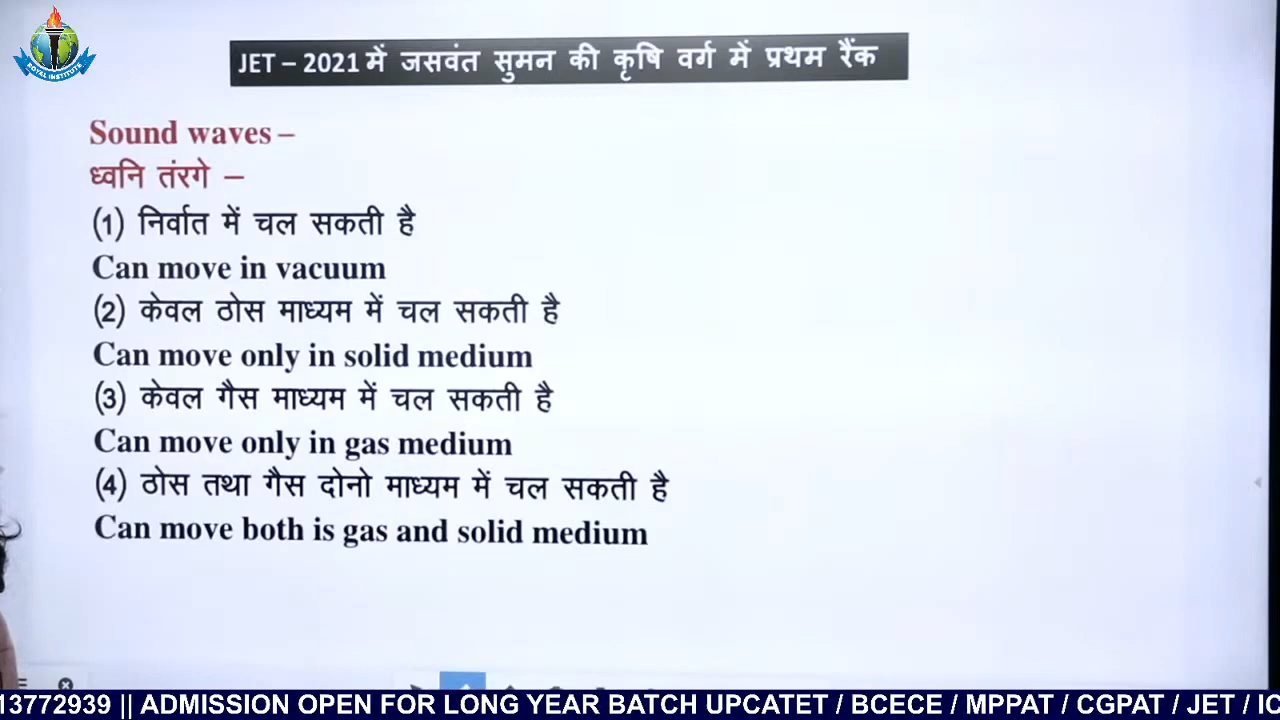 ROYAL INSTITUTE
JET – 2021 में जसवंत सुमन की कृषि वर्ग में प्रथम रैंक
Sound waves –
ध्वनि तंरगे –
(1) निर्वात में चल सकती है
Can move in vacuum
(2) केवल ठोस माध्यम में चल सकती है
Can move only in solid medium
(3) केवल गैस माध्यम में चल सकती है
Can move only in gas medium
(4) ठोस तथा गैस दोनो माध्यम में चल सकती है
Can move both is gas and solid medium
13772939 || ADMISSION OPEN FOR LONG YEAR BATCH UPCATET / BCECE / MPPAT / CGPAT / JET / IC